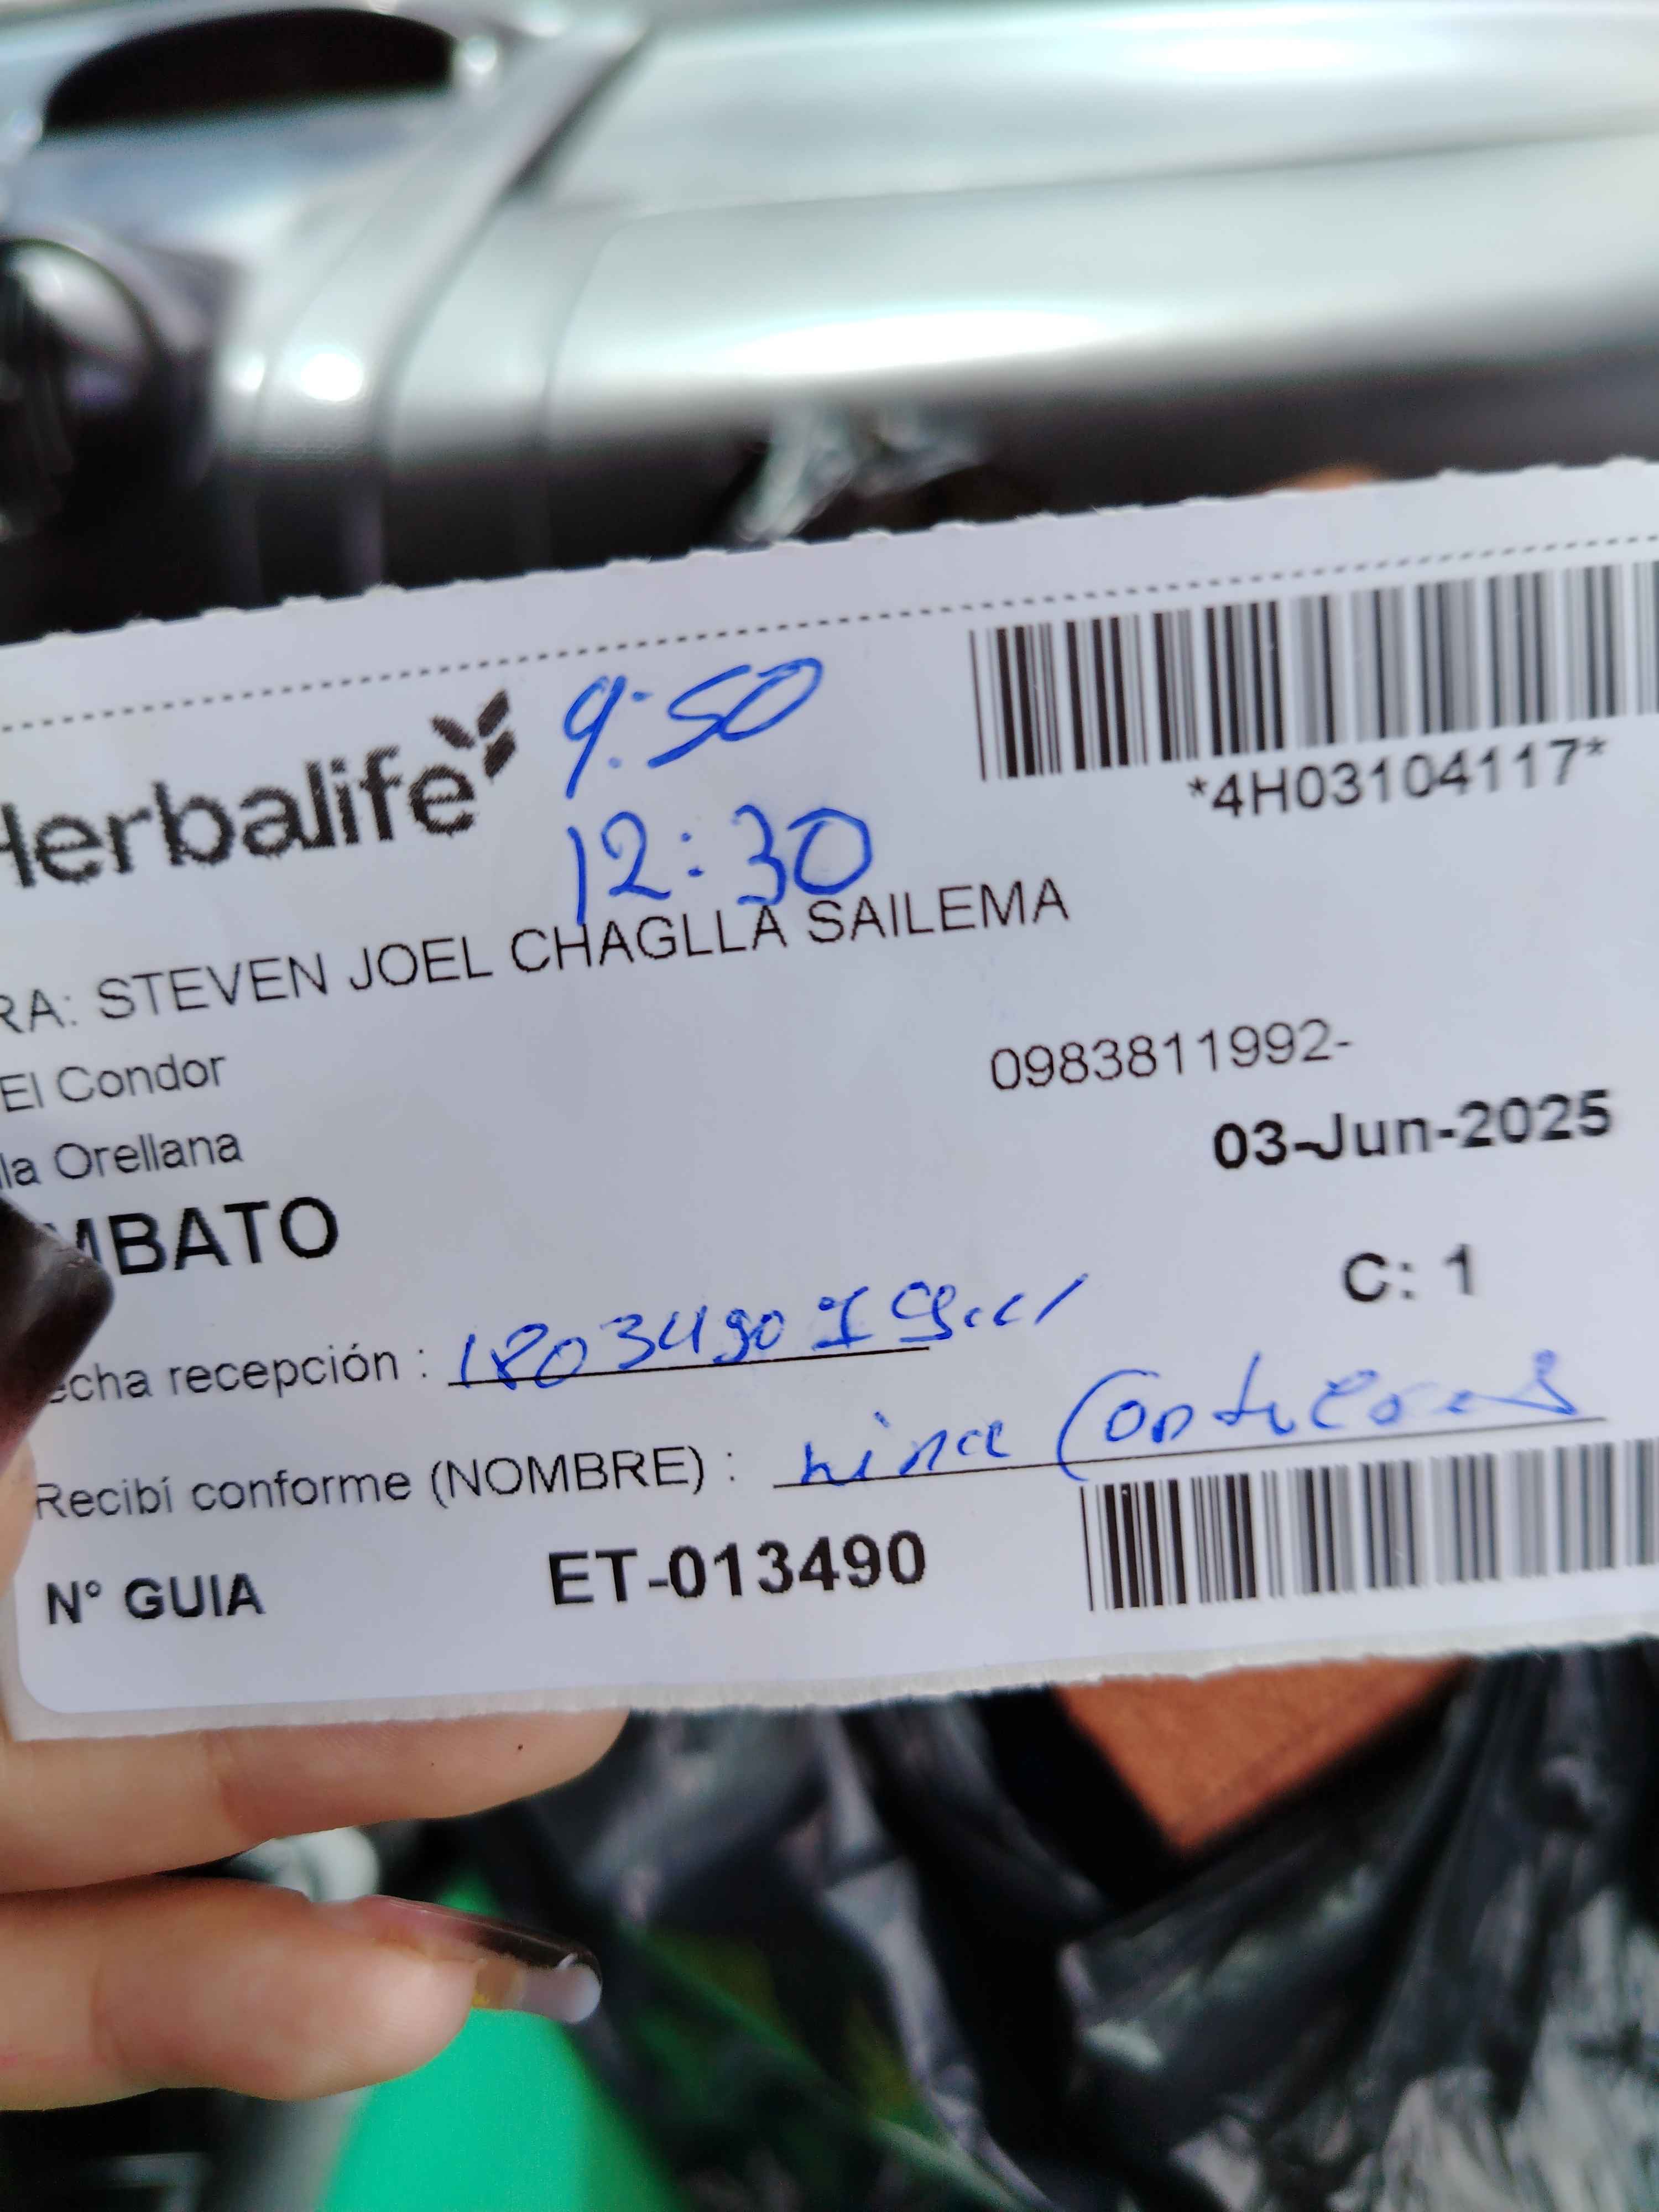 Herbalife
9:50
12:30
*4H03104117*
RA: STEVEN JOEL CHAGLLA SAILEMA
El Condor
0983811992-
la Orellana
03-Jun-2025
MBATO
C: 1
echa recepción :
Recibí conforme (NOMBRE) : Contreras
N° GUIA ET-013490